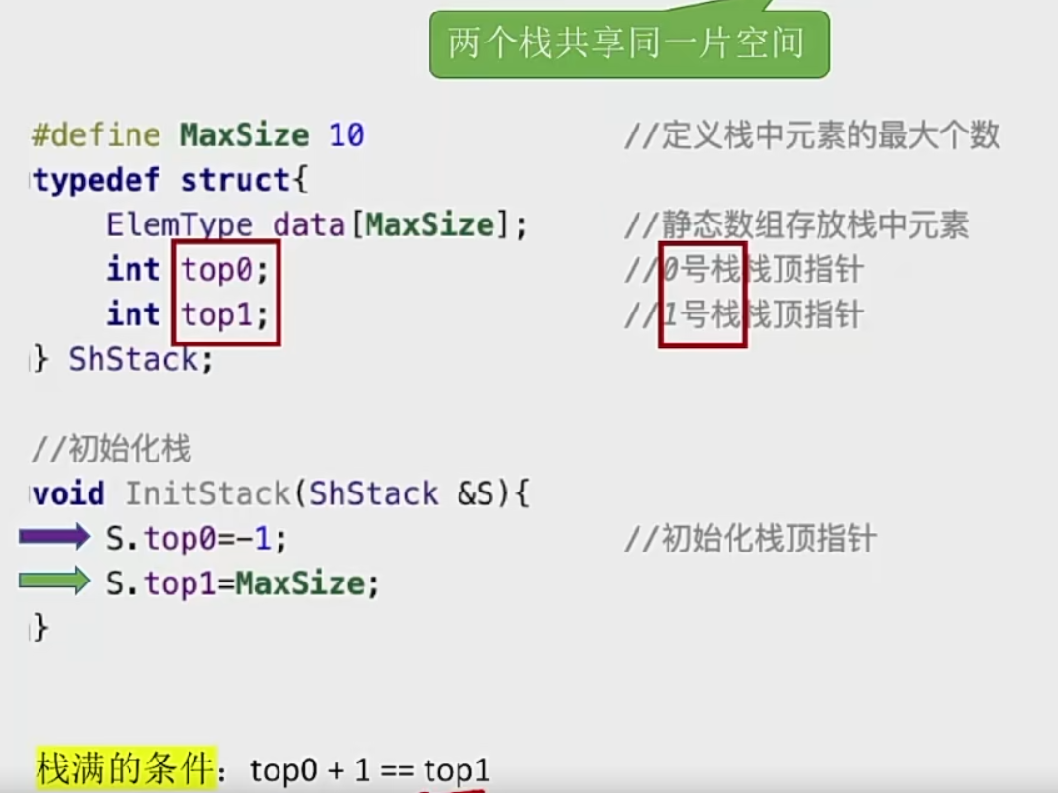 两个栈共享同一片空间
#define MaxSize 10 //定义栈中元素的最大个数
typedef struct{
ElemType data[MaxSize]; //静态数组存放栈中元素
int top0; //0号栈栈顶指针
int top1; //1号栈栈顶指针
} ShStack;
//初始化栈
void InitStack(ShStack &S){
S.top0=-1; //初始化栈顶指针
S.top1=MaxSize;
}
栈满的条件：top0 + 1 == top1